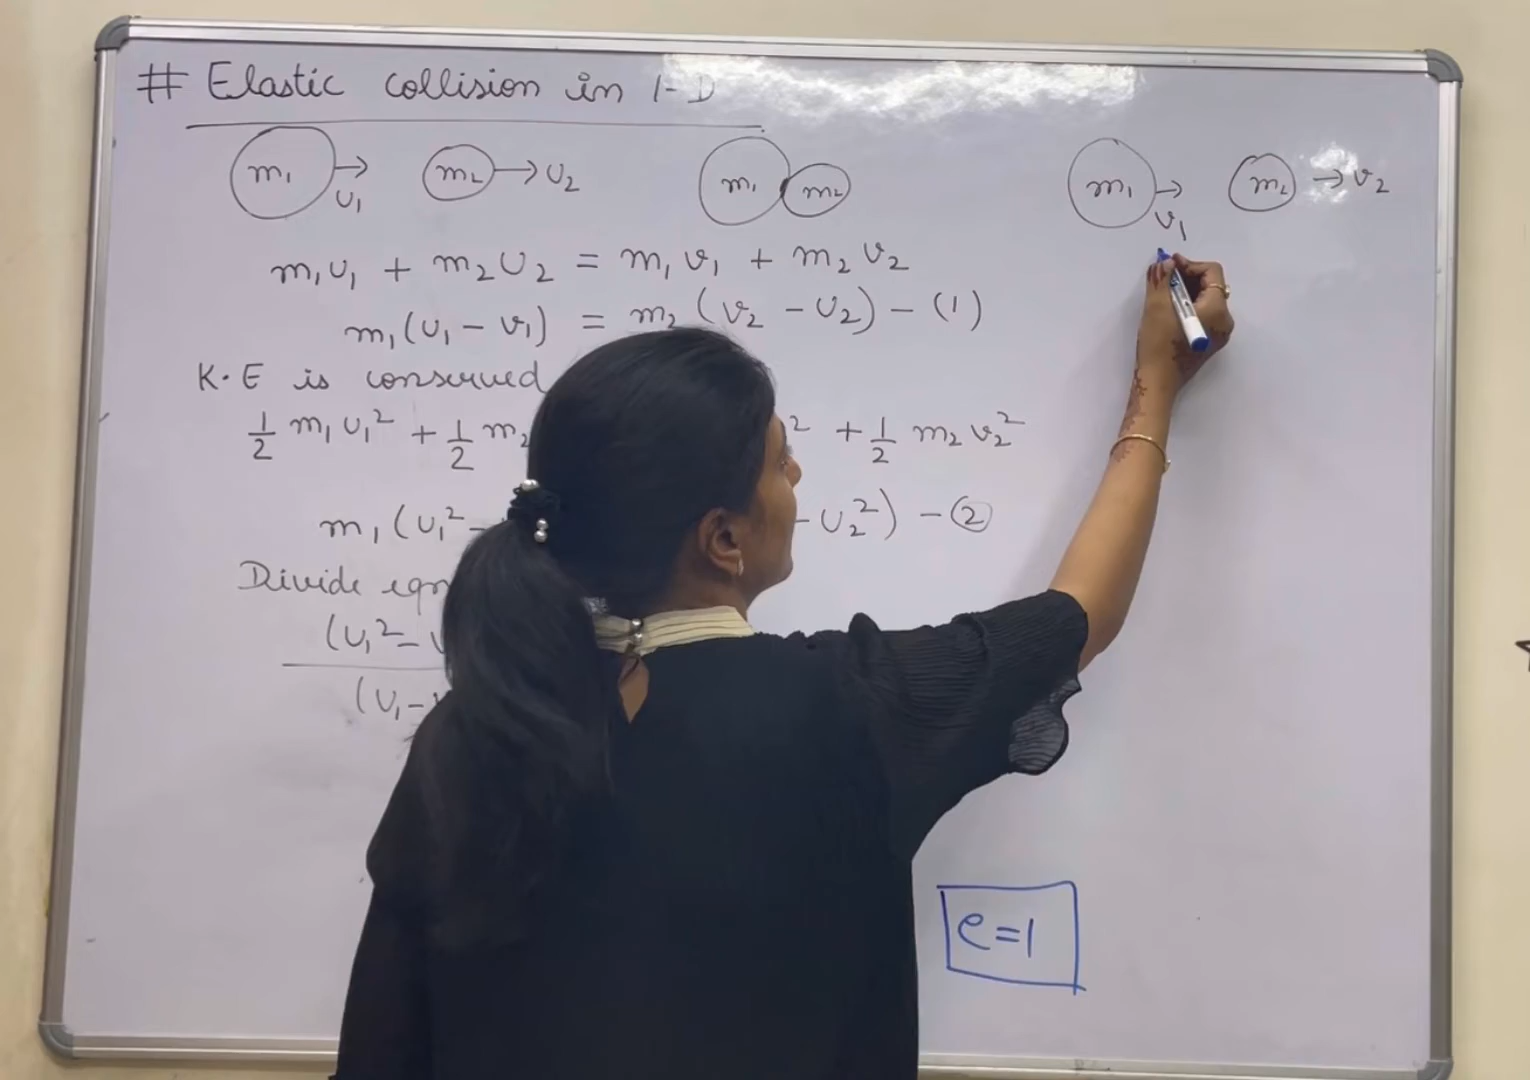 # Elastic collision in 1-D
m₁ → u₁ m₂ → u₂ m₁ m₂ m₁ → v₁ m₂ → v₂
m₁u₁ + m₂u₂ = m₁v₁ + m₂v₂
m₁(u₁ - v₁) = m₂(v₂ - u₂) - (1)
K.E is conserved
½ m₁u₁² + ½ m₂ ² + ½ m₂v₂²
m₁(u₁² - - u₂²) - ②
Divide eqn
(u₁² -
(u₁ -
e=1